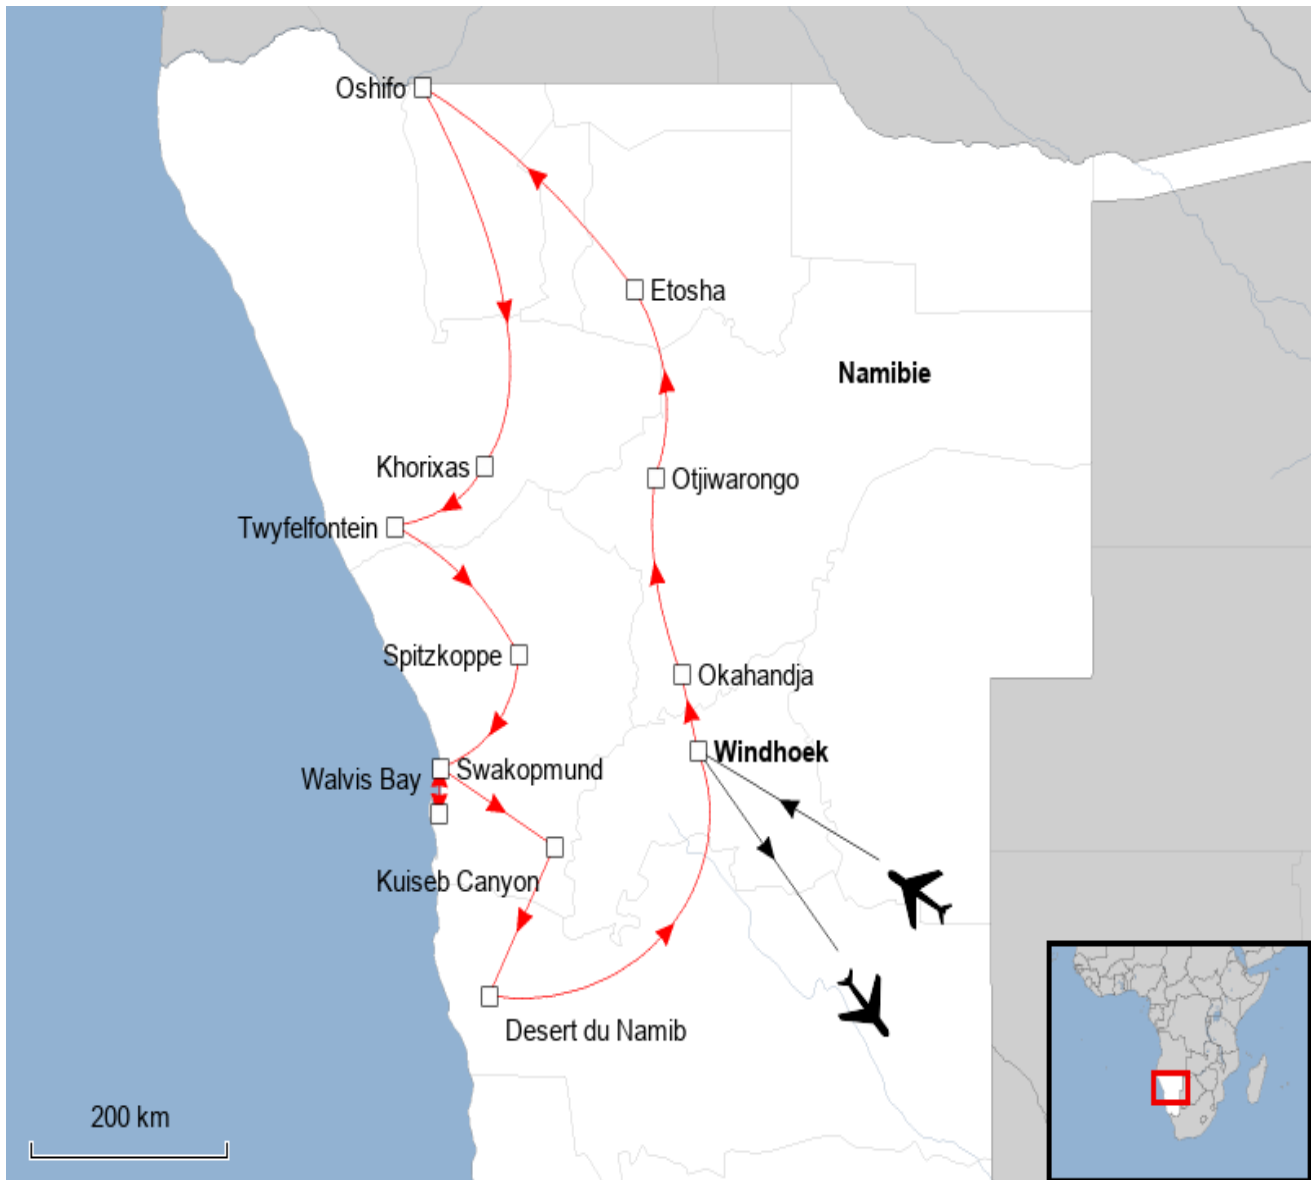 Oshifo
Etosha
Namibie
Khorixas
Otjiwarongo
Twyfelfontein
Spitzkoppe
Okahandja
Windhoek
Swakopmund
Walvis Bay
Kuiseb Canyon
Desert du Namib
200 km